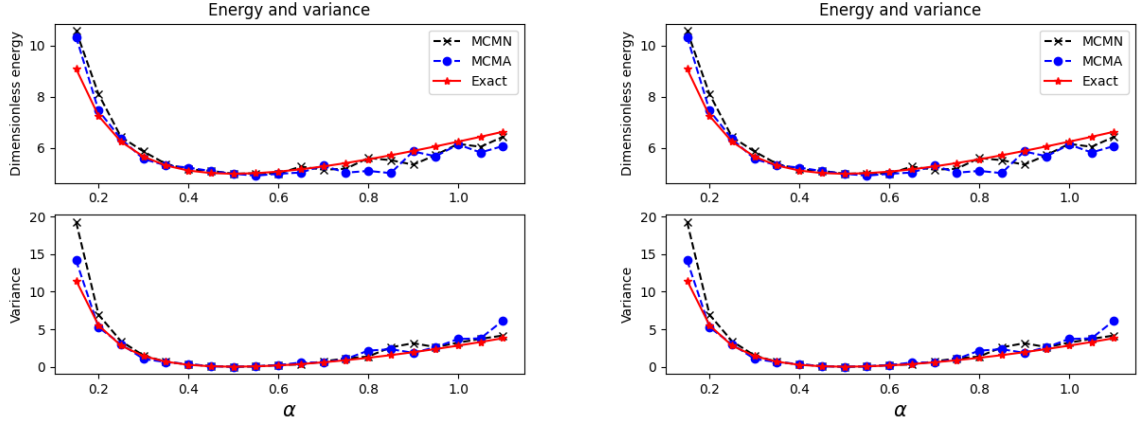 Energy and variance
Dimensionless energy
10
8
6
MCMN
MCMA
Exact
0.2 0.4 0.6 0.8 1.0
Variance
20
15
10
5
0
0.2 0.4 0.6 0.8 1.0
α
Energy and variance
Dimensionless energy
10
8
6
MCMN
MCMA
Exact
0.2 0.4 0.6 0.8 1.0
Variance
20
15
10
5
0
0.2 0.4 0.6 0.8 1.0
α